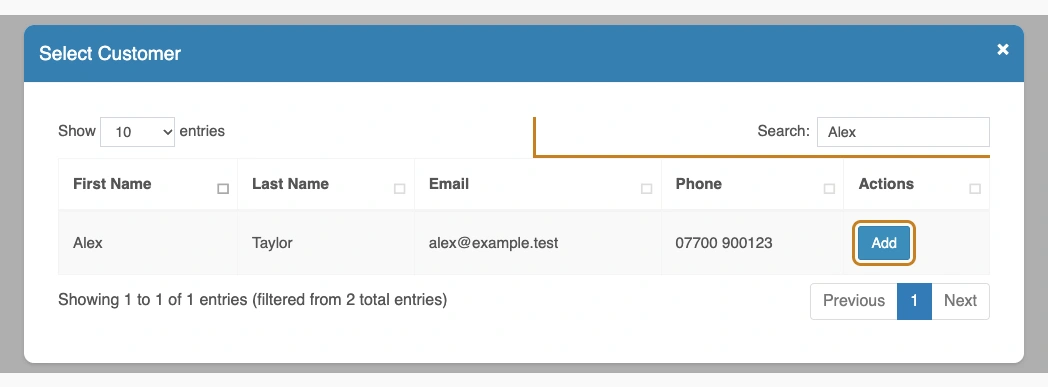 Select Customer ×
Show 10 entries Search: Alex
First Name Last Name Email Phone Actions
Alex Taylor alex@example.test 07700 900123 Add
Showing 1 to 1 of 1 entries (filtered from 2 total entries) Previous 1 Next